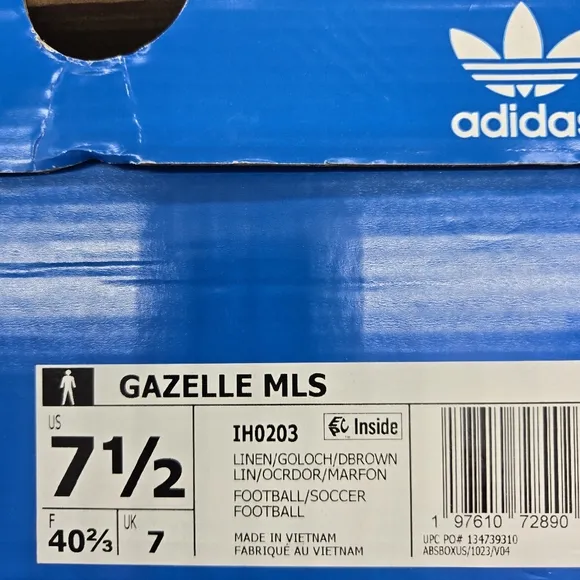 adidas
GAZELLE MLS
US
7½
F
40⅔
UK
7
IH0203
Inside
LINEN/GOLOCH/DBROWN
LIN/OCRDOR/MARFON
FOOTBALL/SOCCER
FOOTBALL
MADE IN VIETNAM
FABRIQUÉ AU VIETNAM
1 97610 72890
UPC PO# 134739310
ABSBOXUS/1023/V04